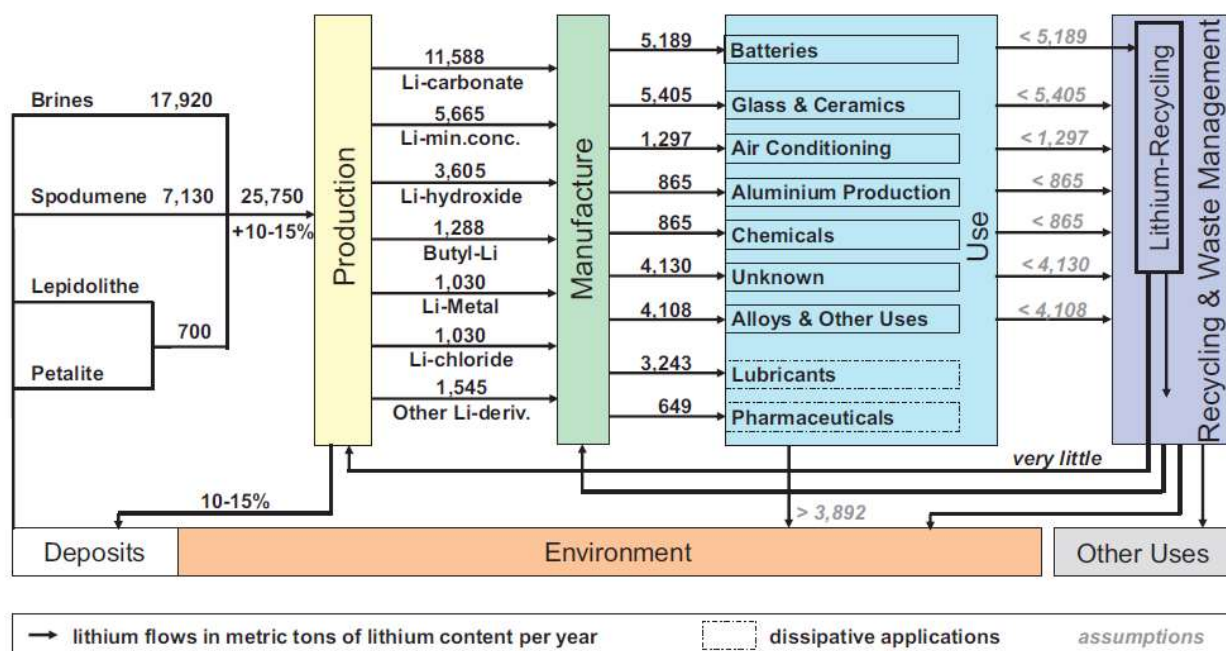 Brines 17,920
Spodumene 7,130
Lepidolithe
700
Petalite
25,750
+10-15%
Production
11,588
Li-carbonate
5,665
Li-min.conc.
3,605
Li-hydroxide
1,288
Butyl-Li
1,030
Li-Metal
1,030
Li-chloride
1,545
Other Li-deriv.
Manufacture
5,189 Batteries < 5,189
5,405 Glass & Ceramics < 5,405
1,297 Air Conditioning < 1,297
865 Aluminium Production < 865
865 Chemicals < 865
4,130 Unknown < 4,130
4,108 Alloys & Other Uses < 4,108
3,243 Lubricants
649 Pharmaceuticals
Use
Lithium-Recycling
Recycling & Waste Management
very little
10-15%
> 3,892
Deposits
Environment
Other Uses
lithium flows in metric tons of lithium content per year
dissipative applications
assumptions